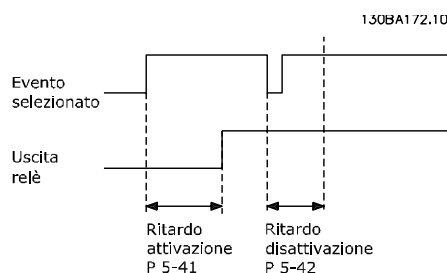 130BA172.10
Evento
selezionato
Uscita
relè
Ritardo
attivazione
P 5-41
Ritardo
disattivazione
P 5-42